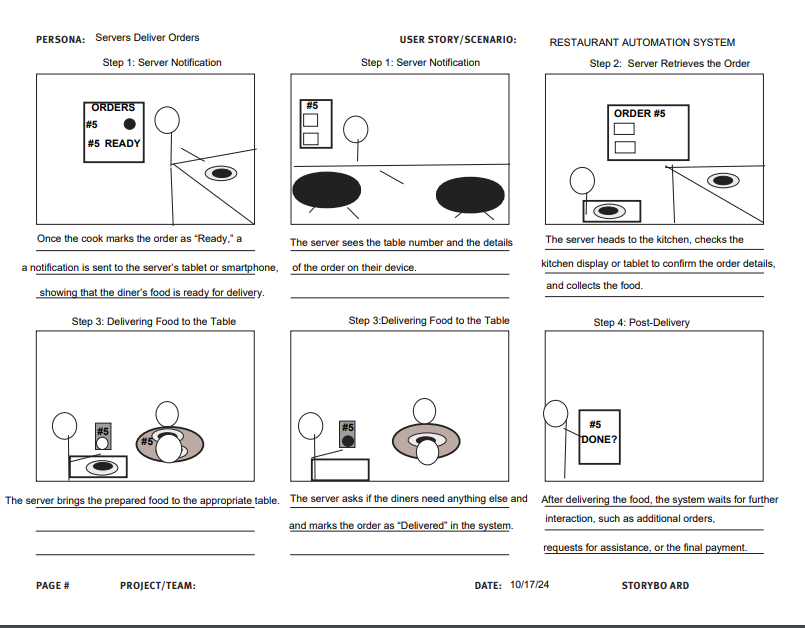 PERSONA: Servers Deliver Orders USER STORY/SCENARIO: RESTAURANT AUTOMATION SYSTEM
Step 1: Server Notification
ORDERS
#5
#5 READY
Once the cook marks the order as “Ready,” a
a notification is sent to the server’s tablet or smartphone,
showing that the diner’s food is ready for delivery.
Step 1: Server Notification
#5
The server sees the table number and the details
of the order on their device.
Step 2: Server Retrieves the Order
ORDER #5
The server heads to the kitchen, checks the
kitchen display or tablet to confirm the order details,
and collects the food.
Step 3: Delivering Food to the Table
#5
#5
The server brings the prepared food to the appropriate table.
Step 3:Delivering Food to the Table
#5
The server asks if the diners need anything else and
and marks the order as “Delivered” in the system.
Step 4: Post-Delivery
#5
DONE?
After delivering the food, the system waits for further
interaction, such as additional orders,
requests for assistance, or the final payment.
PAGE # PROJECT/TEAM: DATE: 10/17/24 STORYBO ARD